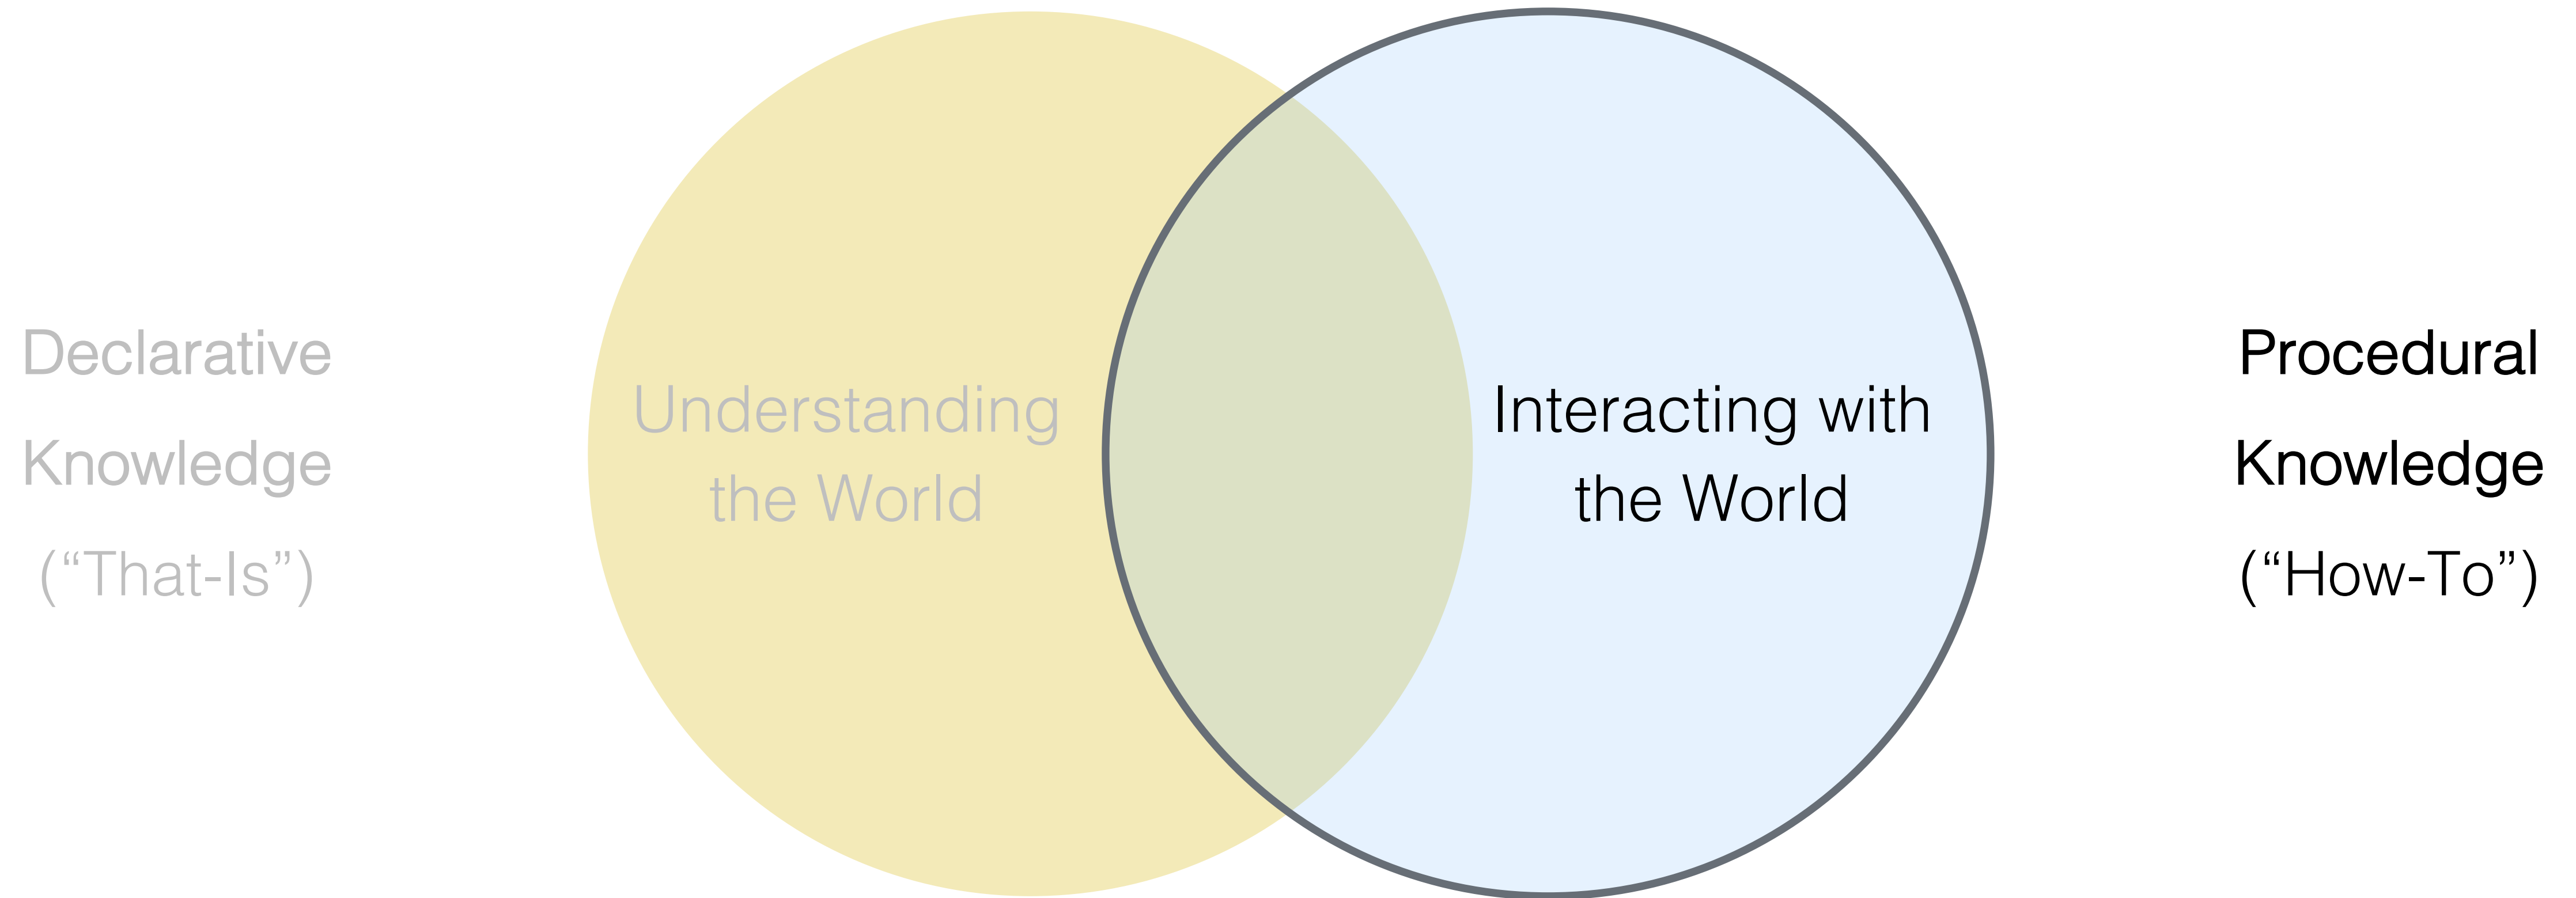 Declarative
Knowledge
(“That-Is”)
Understanding
the World
Interacting with
the World
Procedural
Knowledge
(“How-To”)